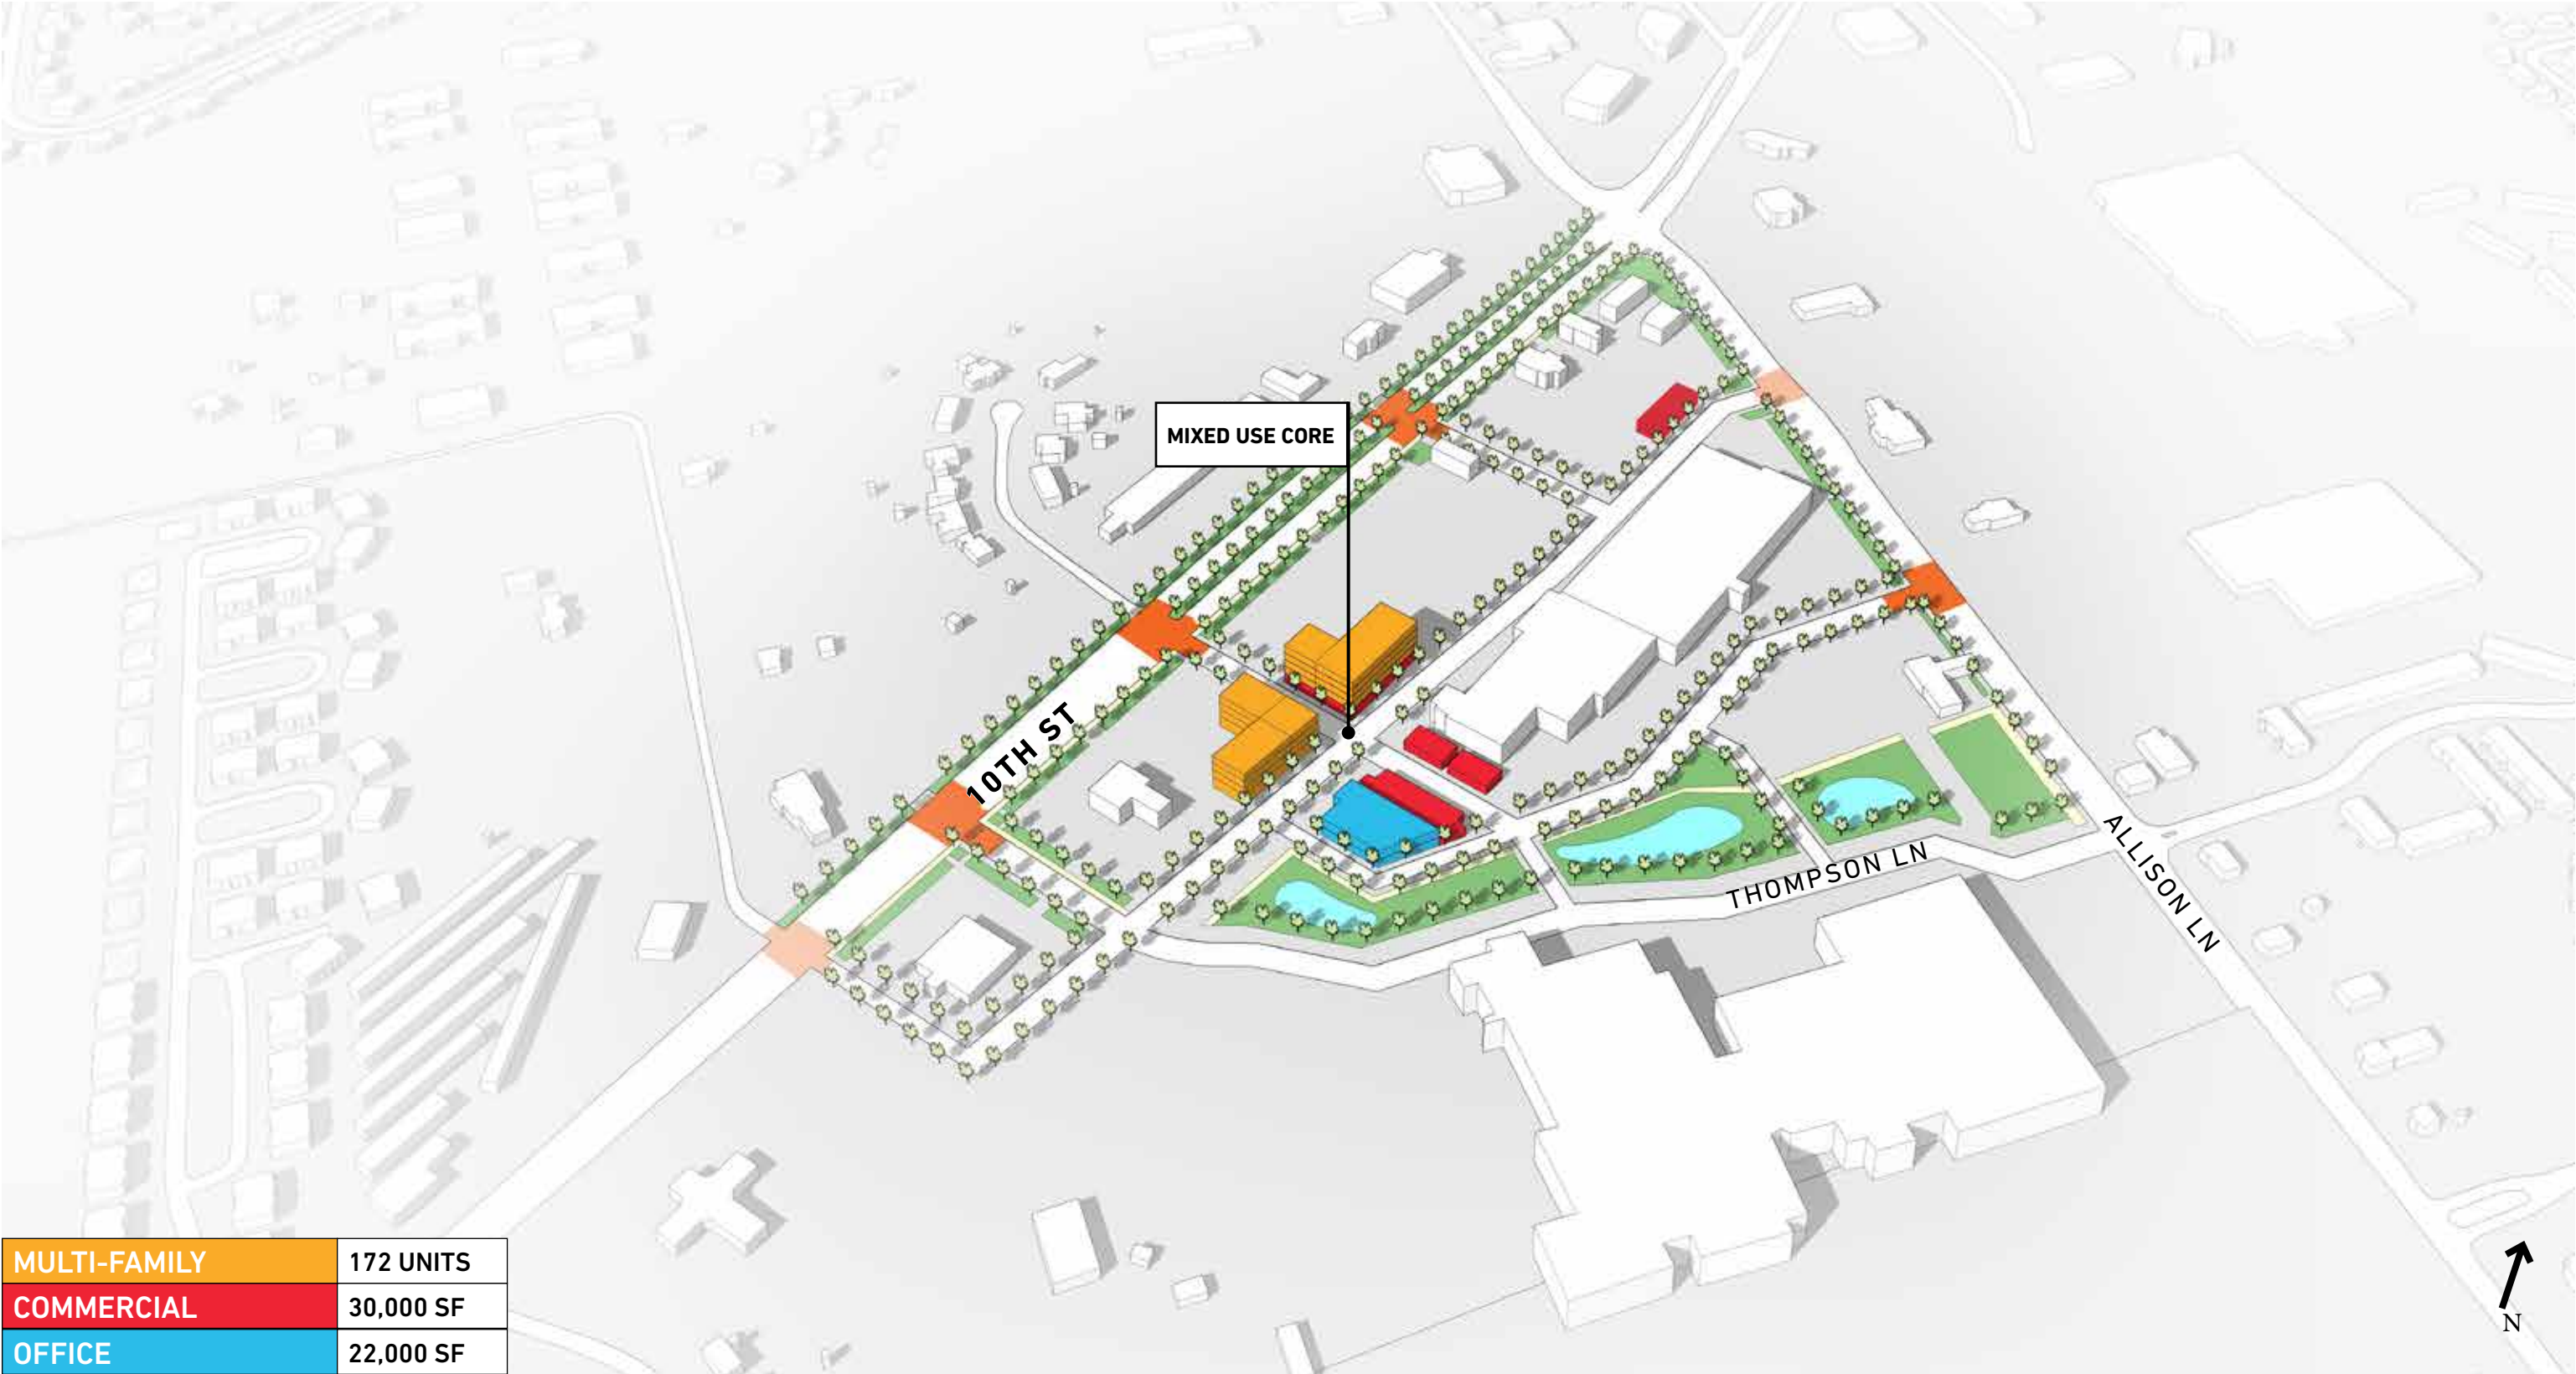 MIXED USE CORE
10TH ST
THOMPSON LN
ALLISON LN
MULTI-FAMILY 172 UNITS
COMMERCIAL 30,000 SF
OFFICE 22,000 SF
N